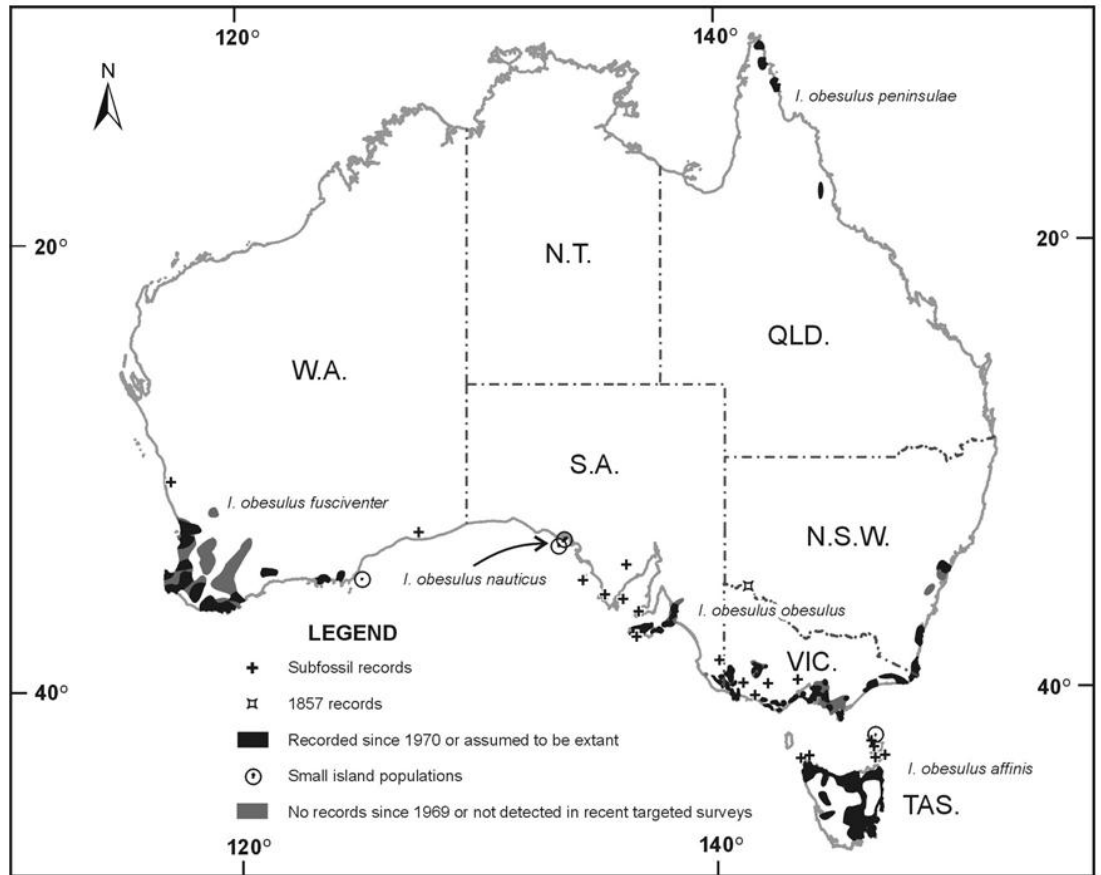 120°
140°
N
I. obesulus peninsulae
20°
20°
N.T.
QLD.
W.A.
S.A.
I. obesulus fusciventer
N.S.W.
I. obesulus nauticus
I. obesulus obesulus
LEGEND
Subfossil records
VIC.
40°
40°
1857 records
Recorded since 1970 or assumed to be extant
I. obesulus affinis
Small island populations
TAS.
No records since 1969 or not detected in recent targeted surveys
120°
140°